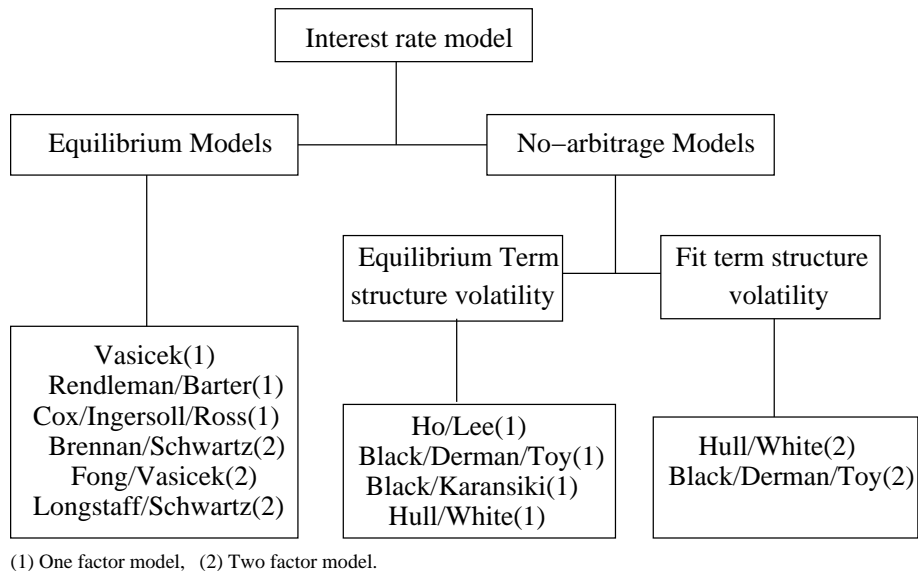 Interest rate model
Equilibrium Models
No−arbitrage Models
Equilibrium Term
structure volatility
Fit term structure
volatility
Vasicek(1)
Rendleman/Barter(1)
Cox/Ingersoll/Ross(1)
Brennan/Schwartz(2)
Fong/Vasicek(2)
Longstaff/Schwartz(2)
Ho/Lee(1)
Black/Derman/Toy(1)
Black/Karansiki(1)
Hull/White(1)
Hull/White(2)
Black/Derman/Toy(2)
(1) One factor model, (2) Two factor model.